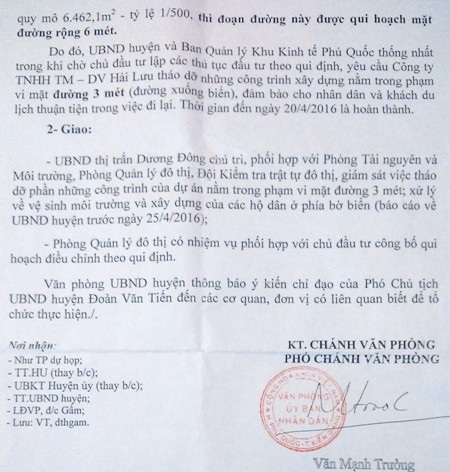 quy mô 6.462,1m² - tỷ lệ 1/500, thì đoạn đường này được qui hoạch mặt
đường rộng 6 mét.
Do đó, UBND huyện và Ban Quản lý Khu Kinh tế Phú Quốc thống nhất
trong khi chờ chủ đầu tư lập các thủ tục đầu tư theo qui định, yêu cầu Công ty
TNHH TM – DV Hải Lưu tháo dỡ những công trình xây dựng nằm trong phạm
vi mặt đường 3 mét (đường xuống biển), đảm bảo cho nhân dân và khách du
lịch thuận tiện trong việc đi lại. Thời gian đến ngày 20/4/2016 là hoàn thành.
2- Giao:
- UBND thị trấn Dương Đông chủ trì, phối hợp với Phòng Tài nguyên và
Môi trường, Phòng Quản lý đô thị, Đội Kiểm tra trật tự đô thị, giám sát việc tháo
dỡ phần những công trình của dự án nằm trong phạm vi mặt đường 3 mét; xử lý
về vệ sinh môi trường và xây dựng của các hộ dân ở phía bờ biển (báo cáo về
UBND huyện trước ngày 25/4/2016);
- Phòng Quản lý đô thị có nhiệm vụ phối hợp với chủ đầu tư công bố qui
hoạch điều chỉnh theo qui định.
Văn phòng UBND huyện thông báo ý kiến chỉ đạo của Phó Chủ tịch
UBND huyện Đoàn Văn Tiến đến các cơ quan, đơn vị có liên quan biết để tổ
chức thực hiện./.
Nơi nhận:
- Như TP dự họp;
- TT.HU (thay b/c);
- UBKT Huyện ủy (thay b/c);
- TT.UBND huyện;
- LĐVP, đ/c Gấm;
- Lưu: VT, dthgam.
KT. CHÁNH VĂN PHÒNG
PHÓ CHÁNH VĂN PHÒNG
VĂN PHÒNG
ỦY BAN
NHÂN DÂN
Văn Mạnh Trường